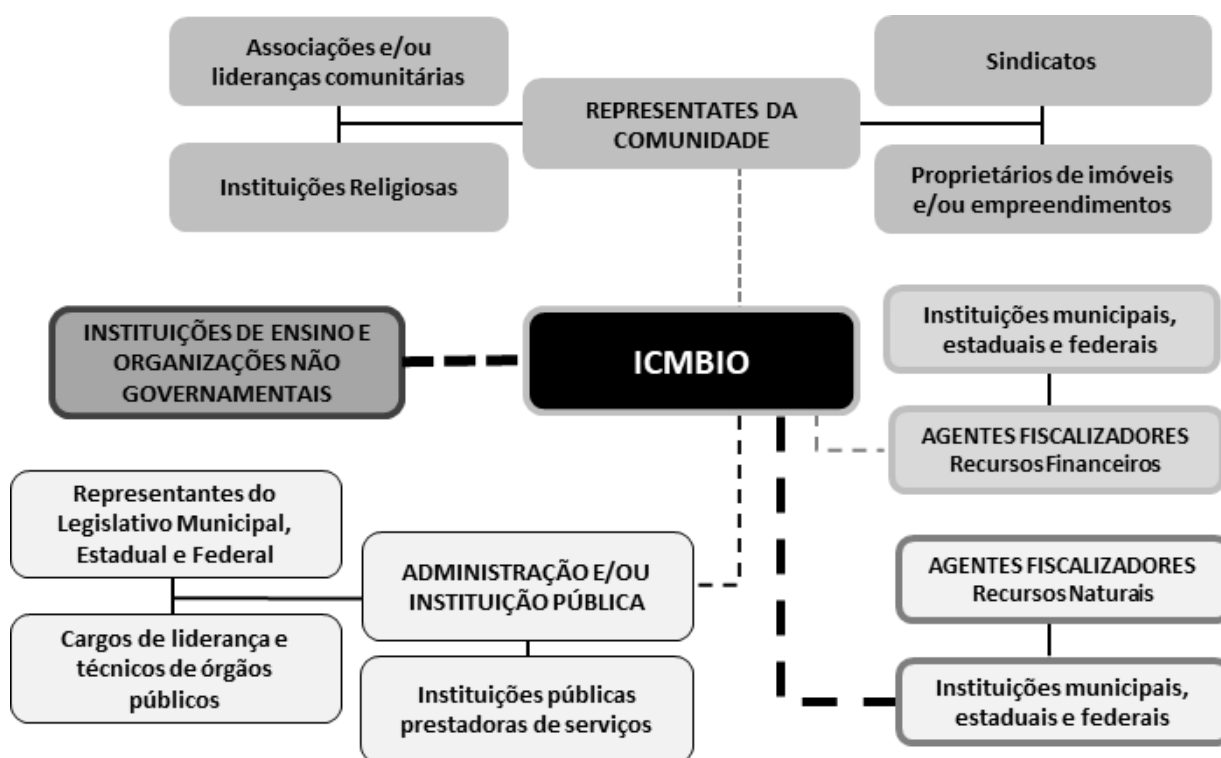 Associações e/ou
lideranças comunitárias
Sindicatos
REPRESENTATES DA
COMUNIDADE
Instituições Religiosas
Proprietários de imóveis
e/ou empreendimentos
INSTITUIÇÕES DE ENSINO E
ORGANIZAÇÕES NÃO
GOVERNAMENTAIS
ICMBIO
Instituições municipais,
estaduais e federais
AGENTES FISCALIZADORES
Recursos Financeiros
Representantes do
Legislativo Municipal,
Estadual e Federal
ADMINISTRAÇÃO E/OU
INSTITUIÇÃO PÚBLICA
AGENTES FISCALIZADORES
Recursos Naturais
Cargos de liderança e
técnicos de órgãos
públicos
Instituições públicas
prestadoras de serviços
Instituições municipais,
estaduais e federais